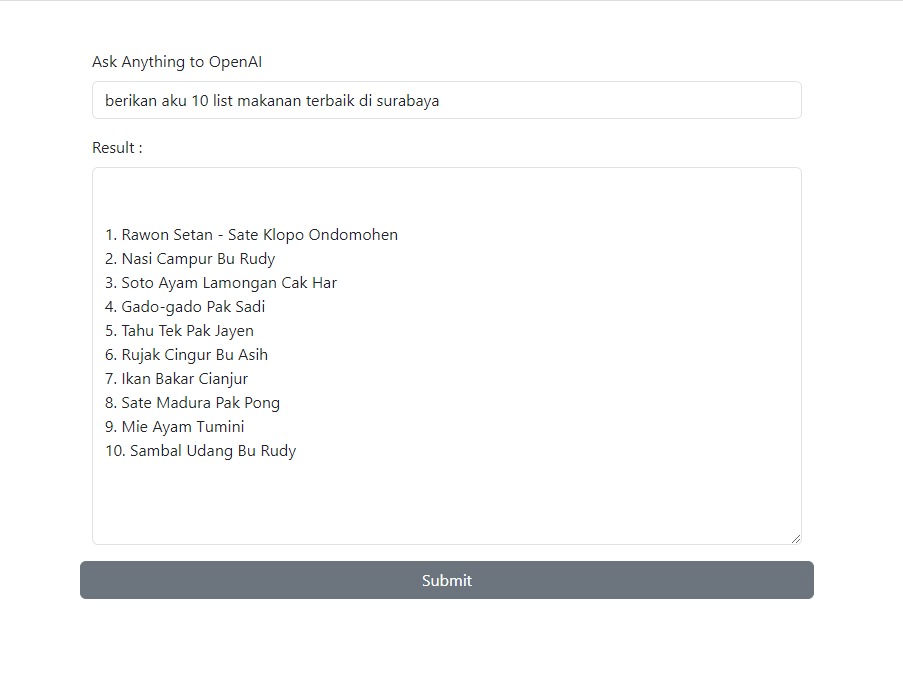 Ask Anything to OpenAI
berikan aku 10 list makanan terbaik di surabaya
Result :
1. Rawon Setan - Sate Klopo Ondomohen
2. Nasi Campur Bu Rudy
3. Soto Ayam Lamongan Cak Har
4. Gado-gado Pak Sadi
5. Tahu Tek Pak Jayen
6. Rujak Cingur Bu Asih
7. Ikan Bakar Cianjur
8. Sate Madura Pak Pong
9. Mie Ayam Tumini
10. Sambal Udang Bu Rudy
Submit